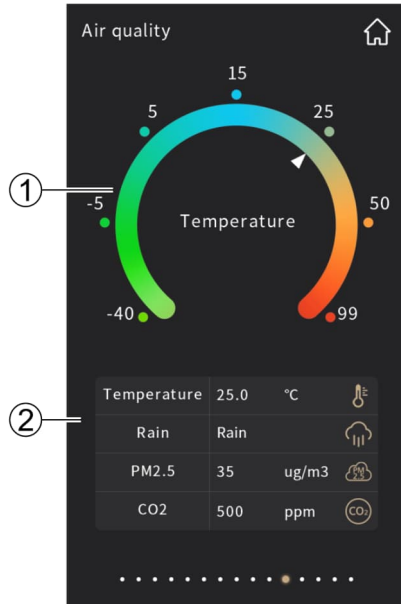 Air quality
15
5
25
①
-5
50
Temperature
-40
99
②
Temperature 25.0 °C
Rain Rain
PM2.5 35 ug/m3 PM 2.5
CO2 500 ppm CO₂